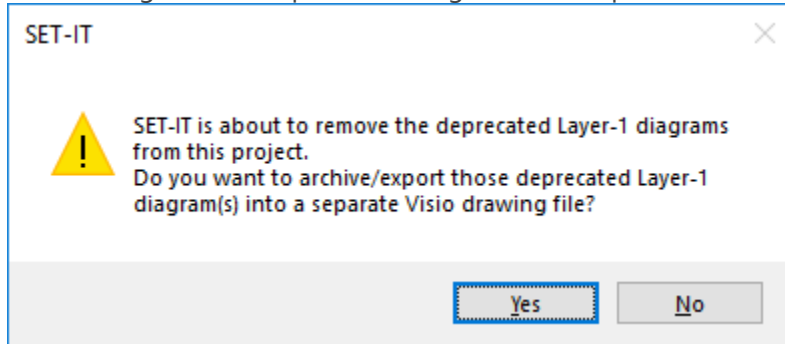 SET-IT
SET-IT is about to remove the deprecated Layer-1 diagrams
from this project.
Do you want to archive/export those deprecated Layer-1
diagram(s) into a separate Visio drawing file?
Yes
No